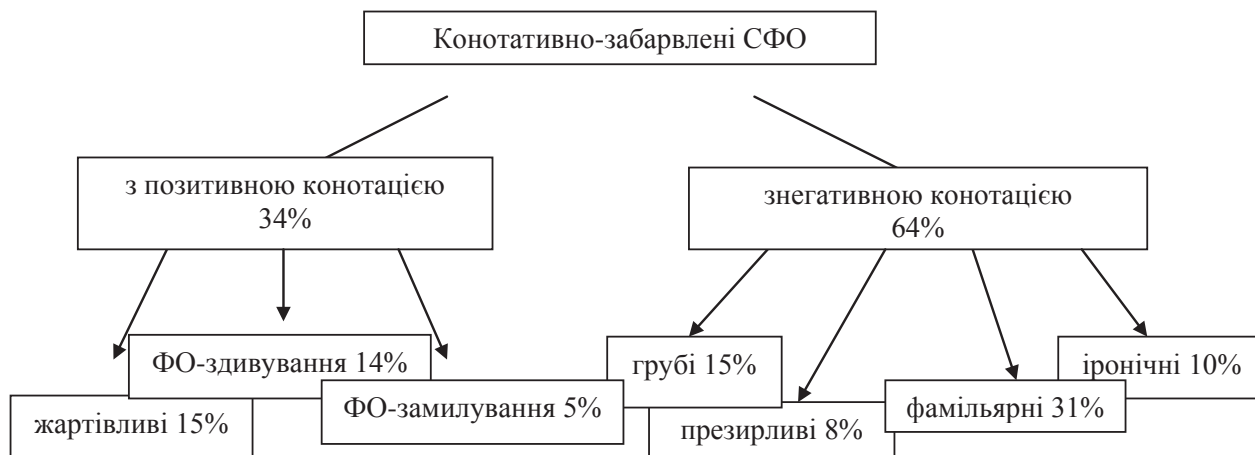 Конотативно-забарвлені СФО
з позитивною конотацією
34%
знегативною конотацією
64%
ФО-здивування 14%
грубі 15%
іронічні 10%
жартівливі 15%
ФО-замилування 5%
презирливі 8%
фамільярні 31%